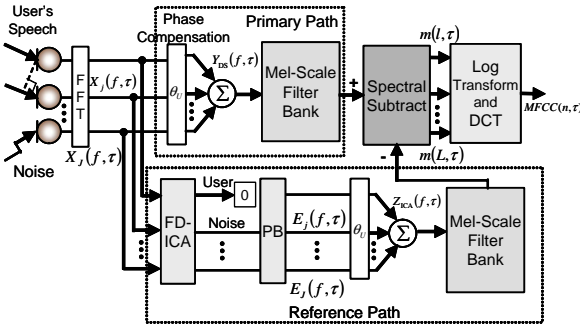 User's
Speech
Noise
F
F
T
X_j(f,τ)
X_J(f,τ)
Phase
Compensation
θ_U
Primary Path
Y_DS(f,τ)
Σ
Mel-Scale
Filter
Bank
+
-
Spectral
Subtract
m(l,τ)
m(L,τ)
Log
Transform
and
DCT
MFCC(n,τ)
FD-
ICA
User
0
Noise
PB
E_j(f,τ)
E_J(f,τ)
θ_U
Z_ICA(f,τ)
Σ
Mel-Scale
Filter
Bank
Reference Path